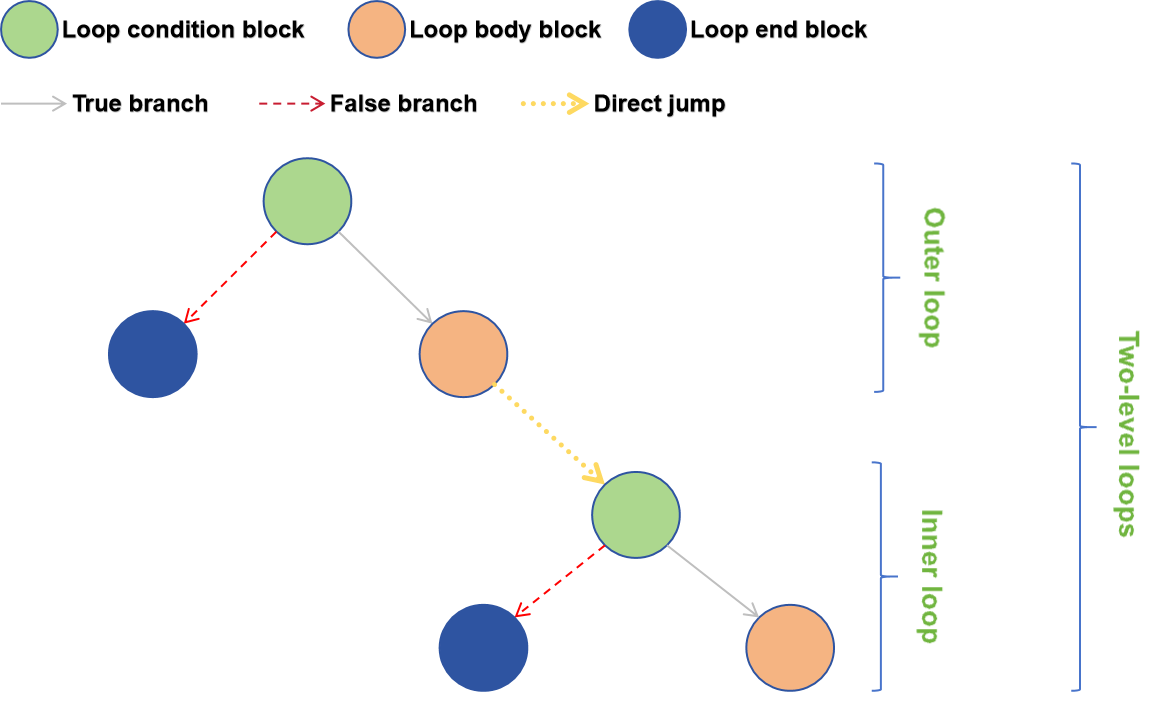 Loop condition block
Loop body block
Loop end block
True branch
False branch
Direct jump
Outer loop
Two-level loops
Inner loop